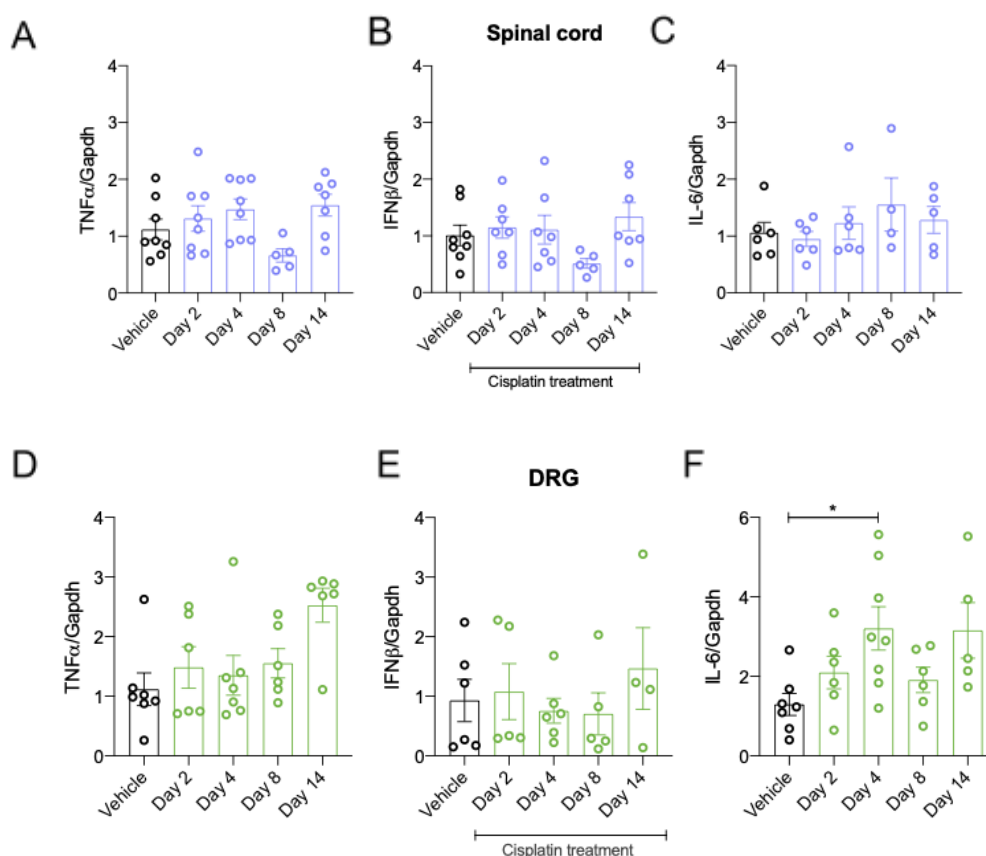 A
B
Spinal cord
C
TNFα/Gapdh
4
3
2
1
0
Vehicle
Day 2
Day 4
Day 8
Day 14
IFNβ/Gapdh
4
3
2
1
0
Vehicle
Day 2
Day 4
Day 8
Day 14
Cisplatin treatment
IL-6/Gapdh
4
3
2
1
0
Vehicle
Day 2
Day 4
Day 8
Day 14
D
E
DRG
F
TNFα/Gapdh
4
3
2
1
0
Vehicle
Day 2
Day 4
Day 8
Day 14
IFNβ/Gapdh
4
3
2
1
0
Vehicle
Day 2
Day 4
Day 8
Day 14
Cisplatin treatment
IL-6/Gapdh
6
4
2
0
*
Vehicle
Day 2
Day 4
Day 8
Day 14